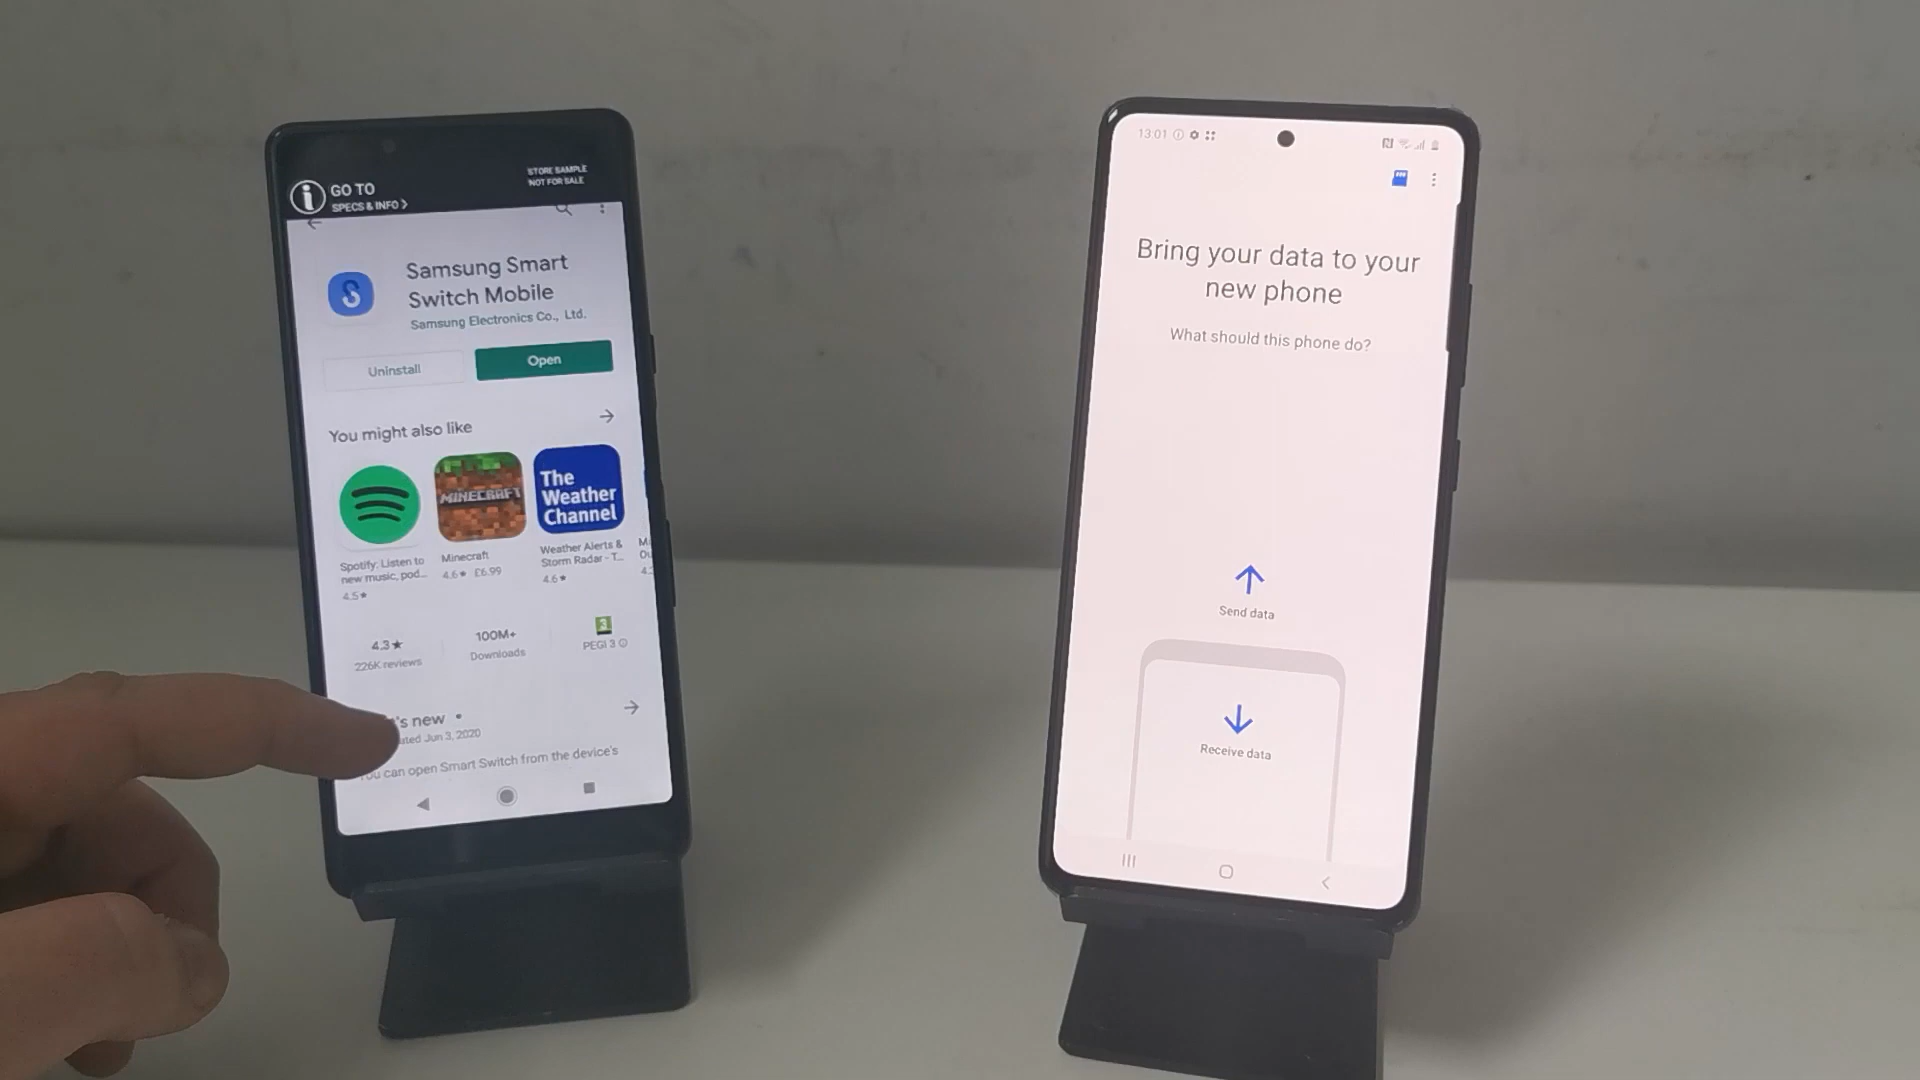 GO TO
SPECS & INFO
STORE SAMPLE
NOT FOR SALE
Samsung Smart
Switch Mobile
Samsung Electronics Co., Ltd.
Uninstall
Open
You might also like
MINECRAFT
The
Weather
Channel
Spotify: Listen to
new music, pod...
4.5★
Minecraft
4.6★ £6.99
Weather Alerts &
Storm Radar - T...
4.6★
4.3★
226K reviews
100M+
Downloads
3
PEGI 3
's new
Jun 3, 2020
can open Smart Switch from the device's
13:01
Bring your data to your
new phone
What should this phone do?
Send data
Receive data